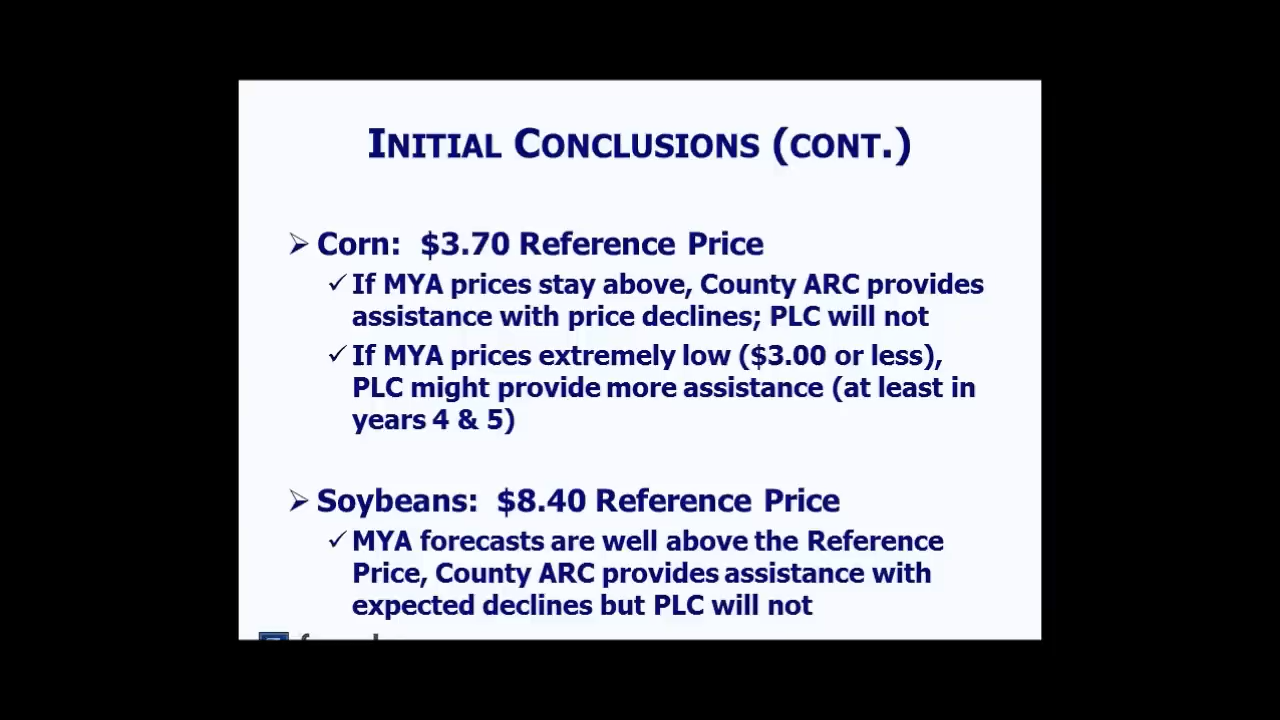 INITIAL CONCLUSIONS (CONT.)
Corn: $3.70 Reference Price
If MYA prices stay above, County ARC provides
assistance with price declines; PLC will not
If MYA prices extremely low ($3.00 or less),
PLC might provide more assistance (at least in
years 4 & 5)
Soybeans: $8.40 Reference Price
MYA forecasts are well above the Reference
Price, County ARC provides assistance with
expected declines but PLC will not